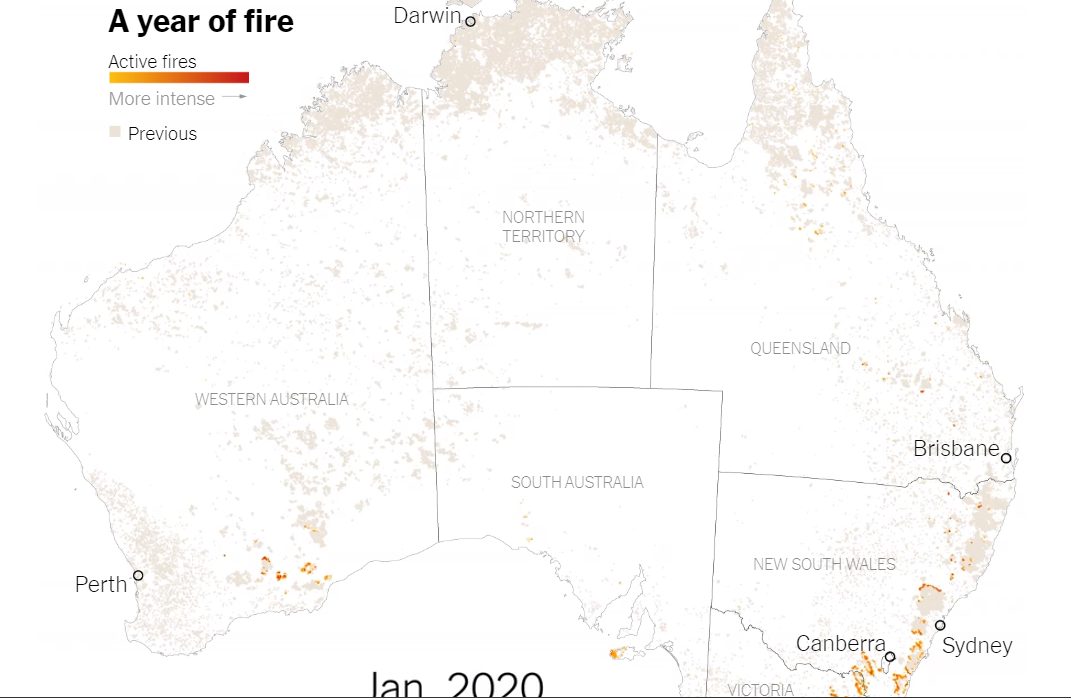 A year of fire
Darwin
Active fires
More intense
Previous
NORTHERN
TERRITORY
QUEENSLAND
WESTERN AUSTRALIA
Brisbane
SOUTH AUSTRALIA
NEW SOUTH WALES
Perth
Canberra
Sydney
Jan. 2020
VICTORIA